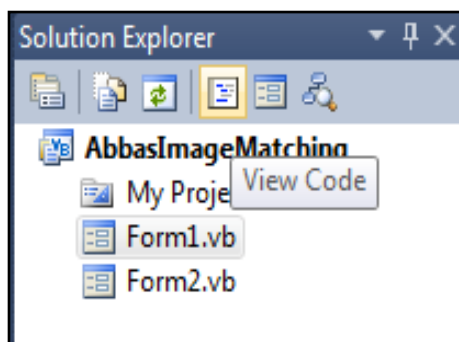 Solution Explorer
AbbasImageMatching
My Proje
View Code
Form1.vb
Form2.vb